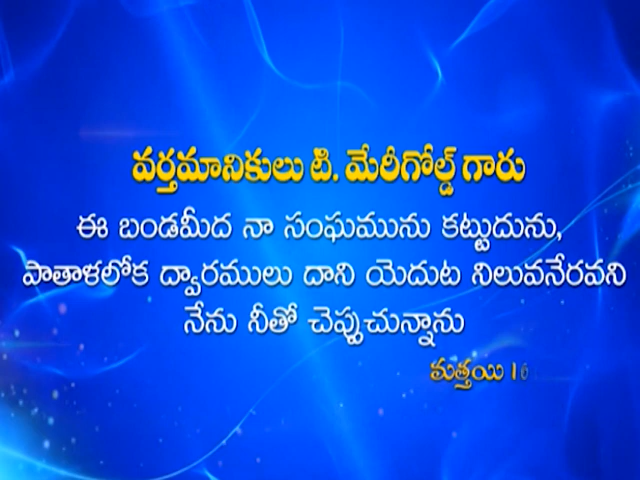 వర్తమానికులు టి. మేరీగోల్డ్ గారు
ఈ బండమీద నా సంఘమును కట్టుదును,
పాతాళలోక ద్వారములు దాని యెదుట నిలువనేరవని
నేను నీతో చెప్పుచున్నాను
మత్తయి 16